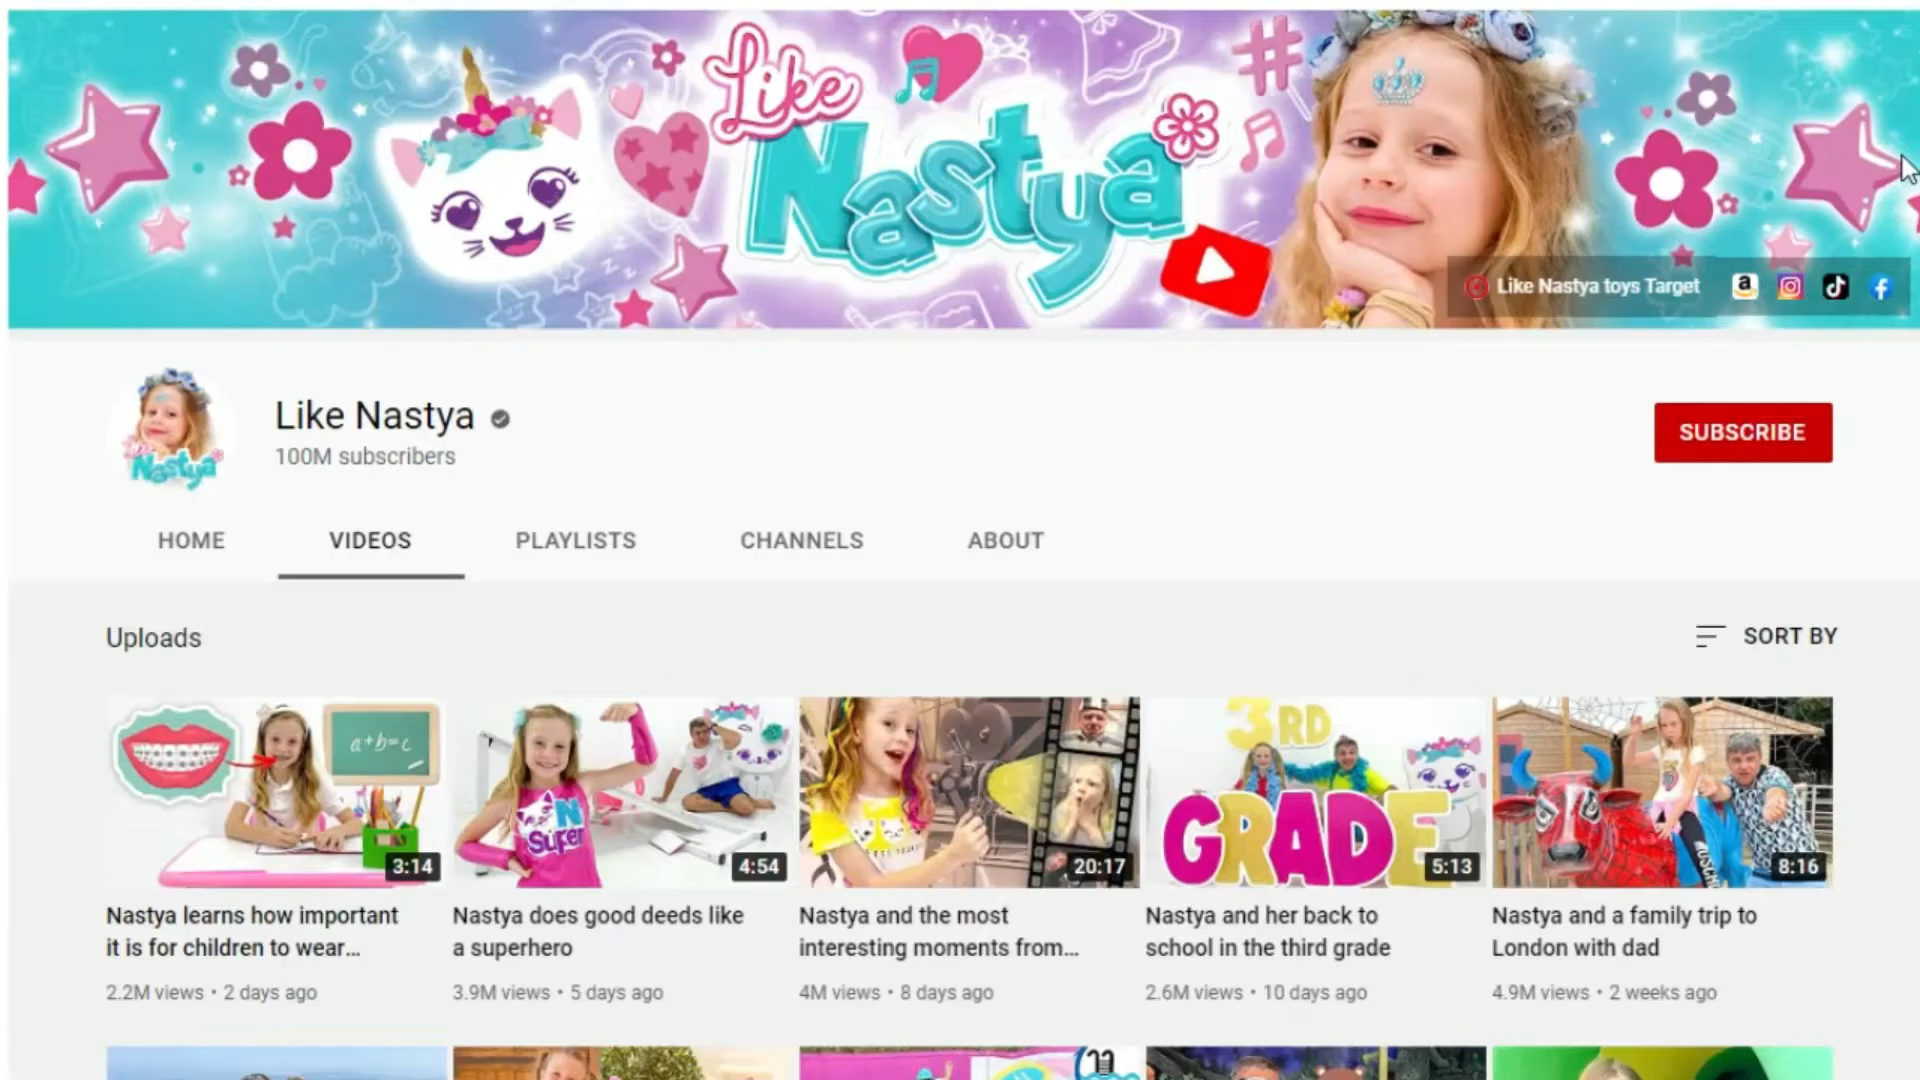 Like
Nastya
Like Nastya toys Target
Like Nastya
100M subscribers
SUBSCRIBE
HOME
VIDEOS
PLAYLISTS
CHANNELS
ABOUT
Uploads
SORT BY
a+b=c
3:14
N
Super
4:54
20:17
3RD
GRADE
5:13
8:16
Nastya learns how important
it is for children to wear...
2.2M views • 2 days ago
Nastya does good deeds like
a superhero
3.9M views • 5 days ago
Nastya and the most
interesting moments from...
4M views • 8 days ago
Nastya and her back to
school in the third grade
2.6M views • 10 days ago
Nastya and a family trip to
London with dad
4.9M views • 2 weeks ago